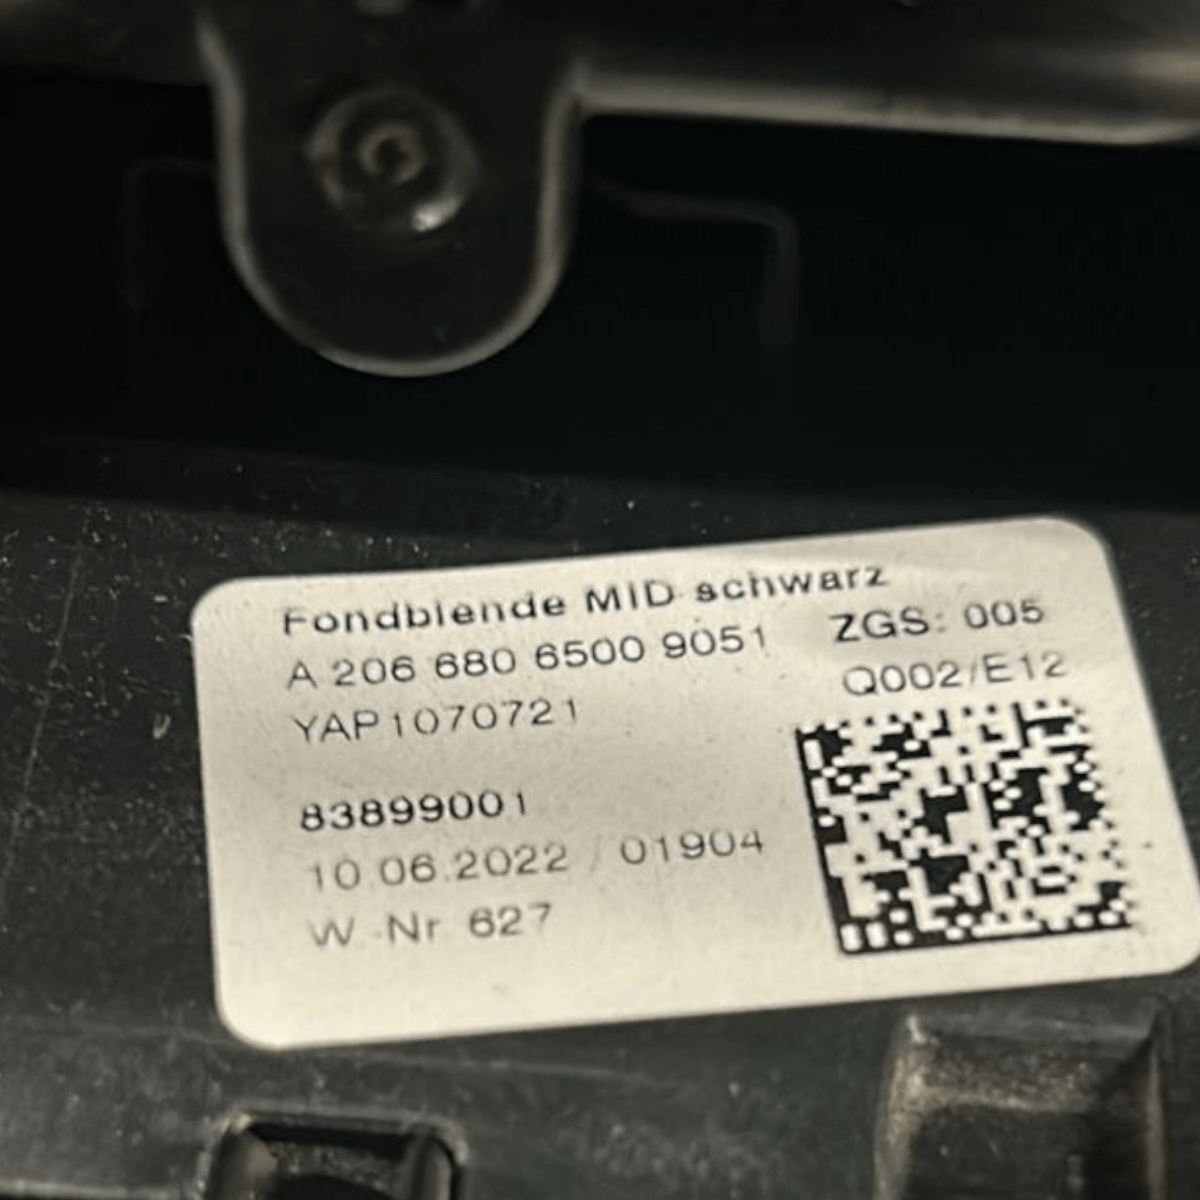 Fondblende MID schwarz
A 206 680 6500 9051 ZGS: 005
YAP1070721 Q002/E12
83899001
10.06.2022 / 01904
W.-Nr 627